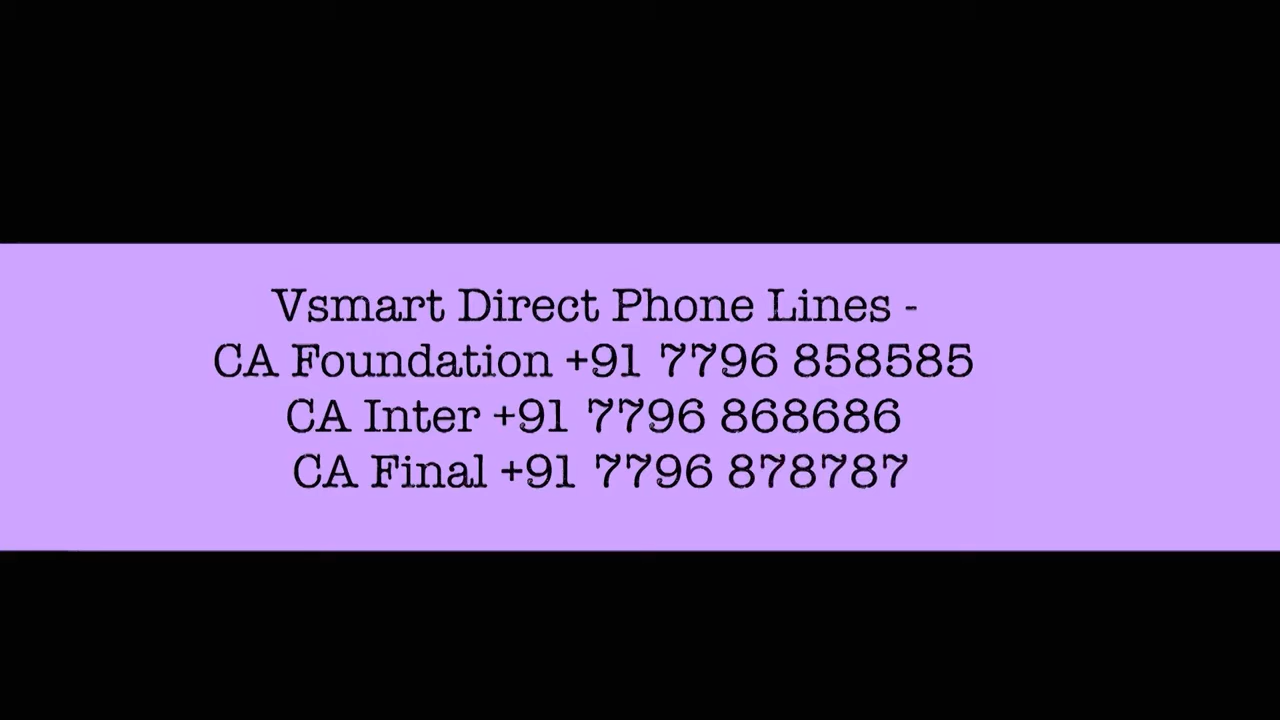 Vsmart Direct Phone Lines -
CA Foundation +91 7796 858585
CA Inter +91 7796 868686
CA Final +91 7796 878787